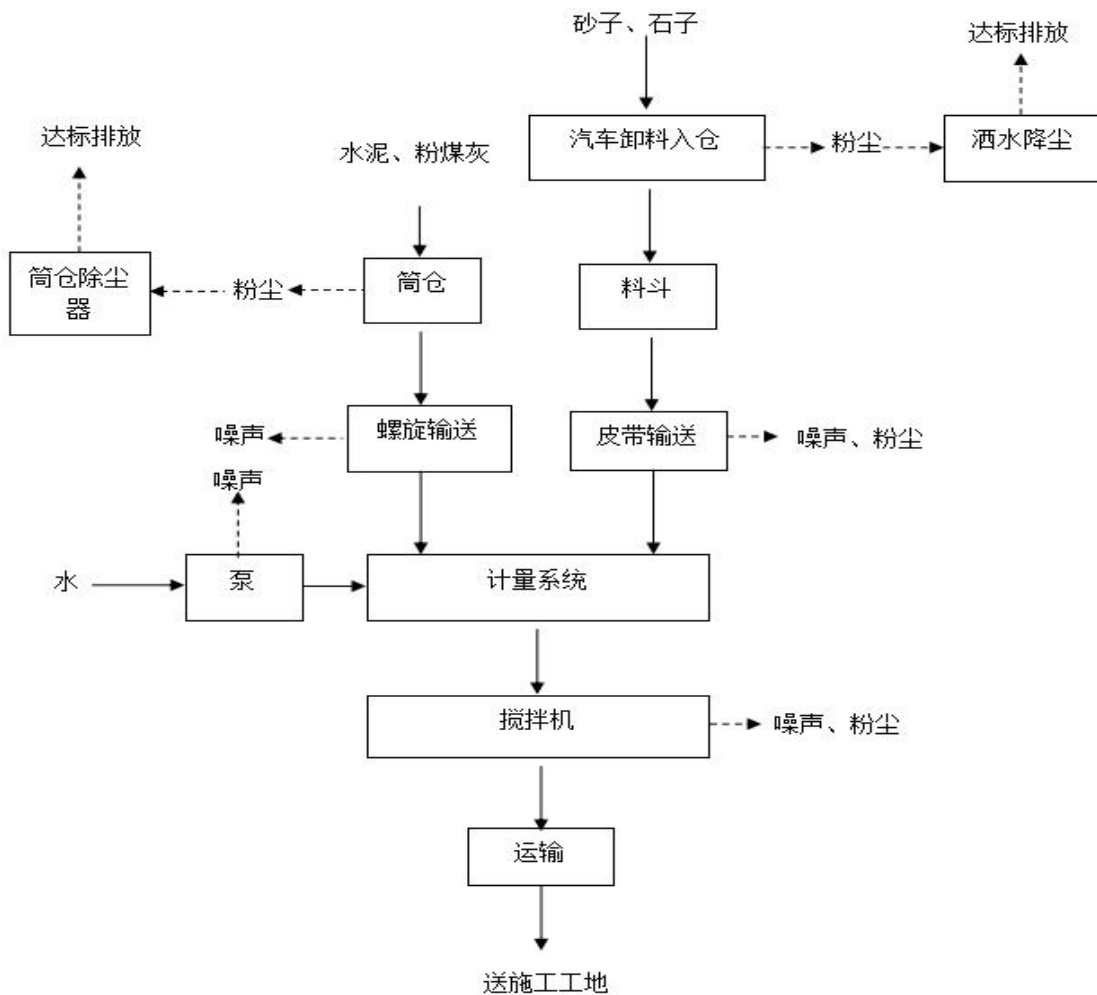 砂子、石子
达标排放
汽车卸料入仓
粉尘
洒水降尘
达标排放
水泥、粉煤灰
筒仓除尘
器
粉尘
筒仓
料斗
噪声
螺旋输送
皮带输送
噪声、粉尘
噪声
水
泵
计量系统
搅拌机
噪声、粉尘
运输
送施工工地